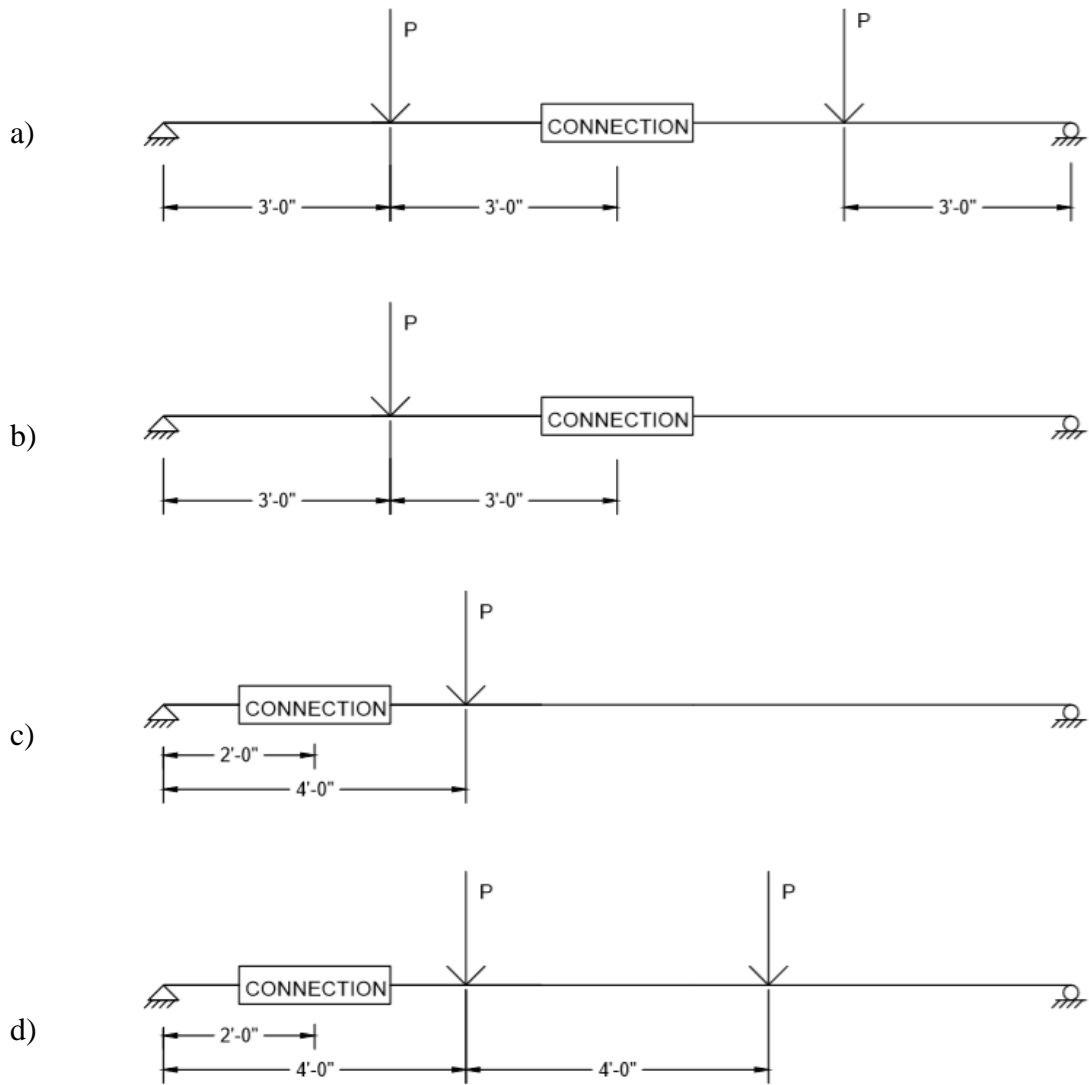 P P
a) CONNECTION
3'-0" 3'-0" 3'-0"
P
b) CONNECTION
3'-0" 3'-0"
P
CONNECTION
c) 2'-0"
4'-0"
P P
CONNECTION
d) 2'-0"
4'-0" 4'-0"